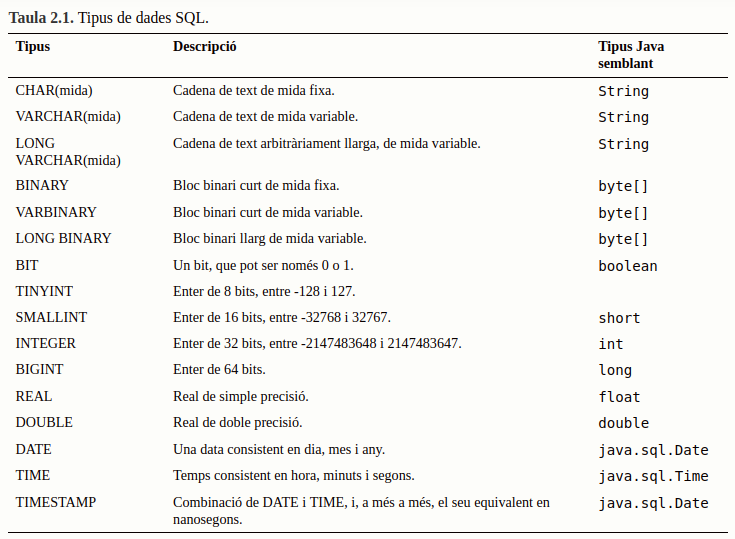 Taula 2.1. Tipus de dades SQL.
Tipus Descripció Tipus Java
semblant
CHAR(mida) Cadena de text de mida fixa. String
VARCHAR(mida) Cadena de text de mida variable. String
LONG Cadena de text arbitràriament llarga, de mida variable. String
VARCHAR(mida)
BINARY Bloc binari curt de mida fixa. byte[]
VARBINARY Bloc binari curt de mida variable. byte[]
LONG BINARY Bloc binari llarg de mida variable. byte[]
BIT Un bit, que pot ser només 0 o 1. boolean
TINYINT Enter de 8 bits, entre -128 i 127.
SMALLINT Enter de 16 bits, entre -32768 i 32767. short
INTEGER Enter de 32 bits, entre -2147483648 i 2147483647. int
BIGINT Enter de 64 bits. long
REAL Real de simple precisió. float
DOUBLE Real de doble precisió. double
DATE Una data consistent en dia, mes i any. java.sql.Date
TIME Temps consistent en hora, minuts i segons. java.sql.Time
TIMESTAMP Combinació de DATE i TIME, i, a més a més, el seu equivalent en java.sql.Date
nanosegons.